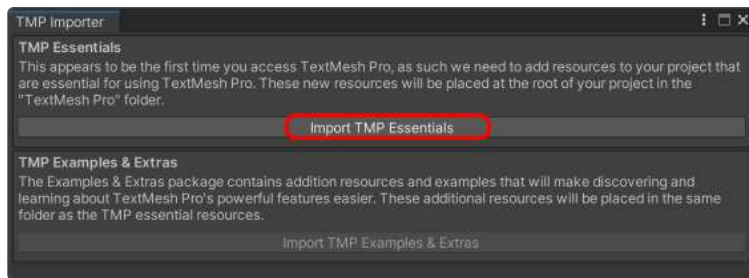 TMP Importer
TMP Essentials
This appears to be the first time you access TextMesh Pro, as such we need to add resources to your project that
are essential for using TextMesh Pro. These new resources will be placed at the root of your project in the
"TextMesh Pro" folder.
Import TMP Essentials
TMP Examples & Extras
The Examples & Extras package contains addition resources and examples that will make discovering and
learning about TextMesh Pro's powerful features easier. These additional resources will be placed in the same
folder as the TMP essential resources.
Import TMP Examples & Extras